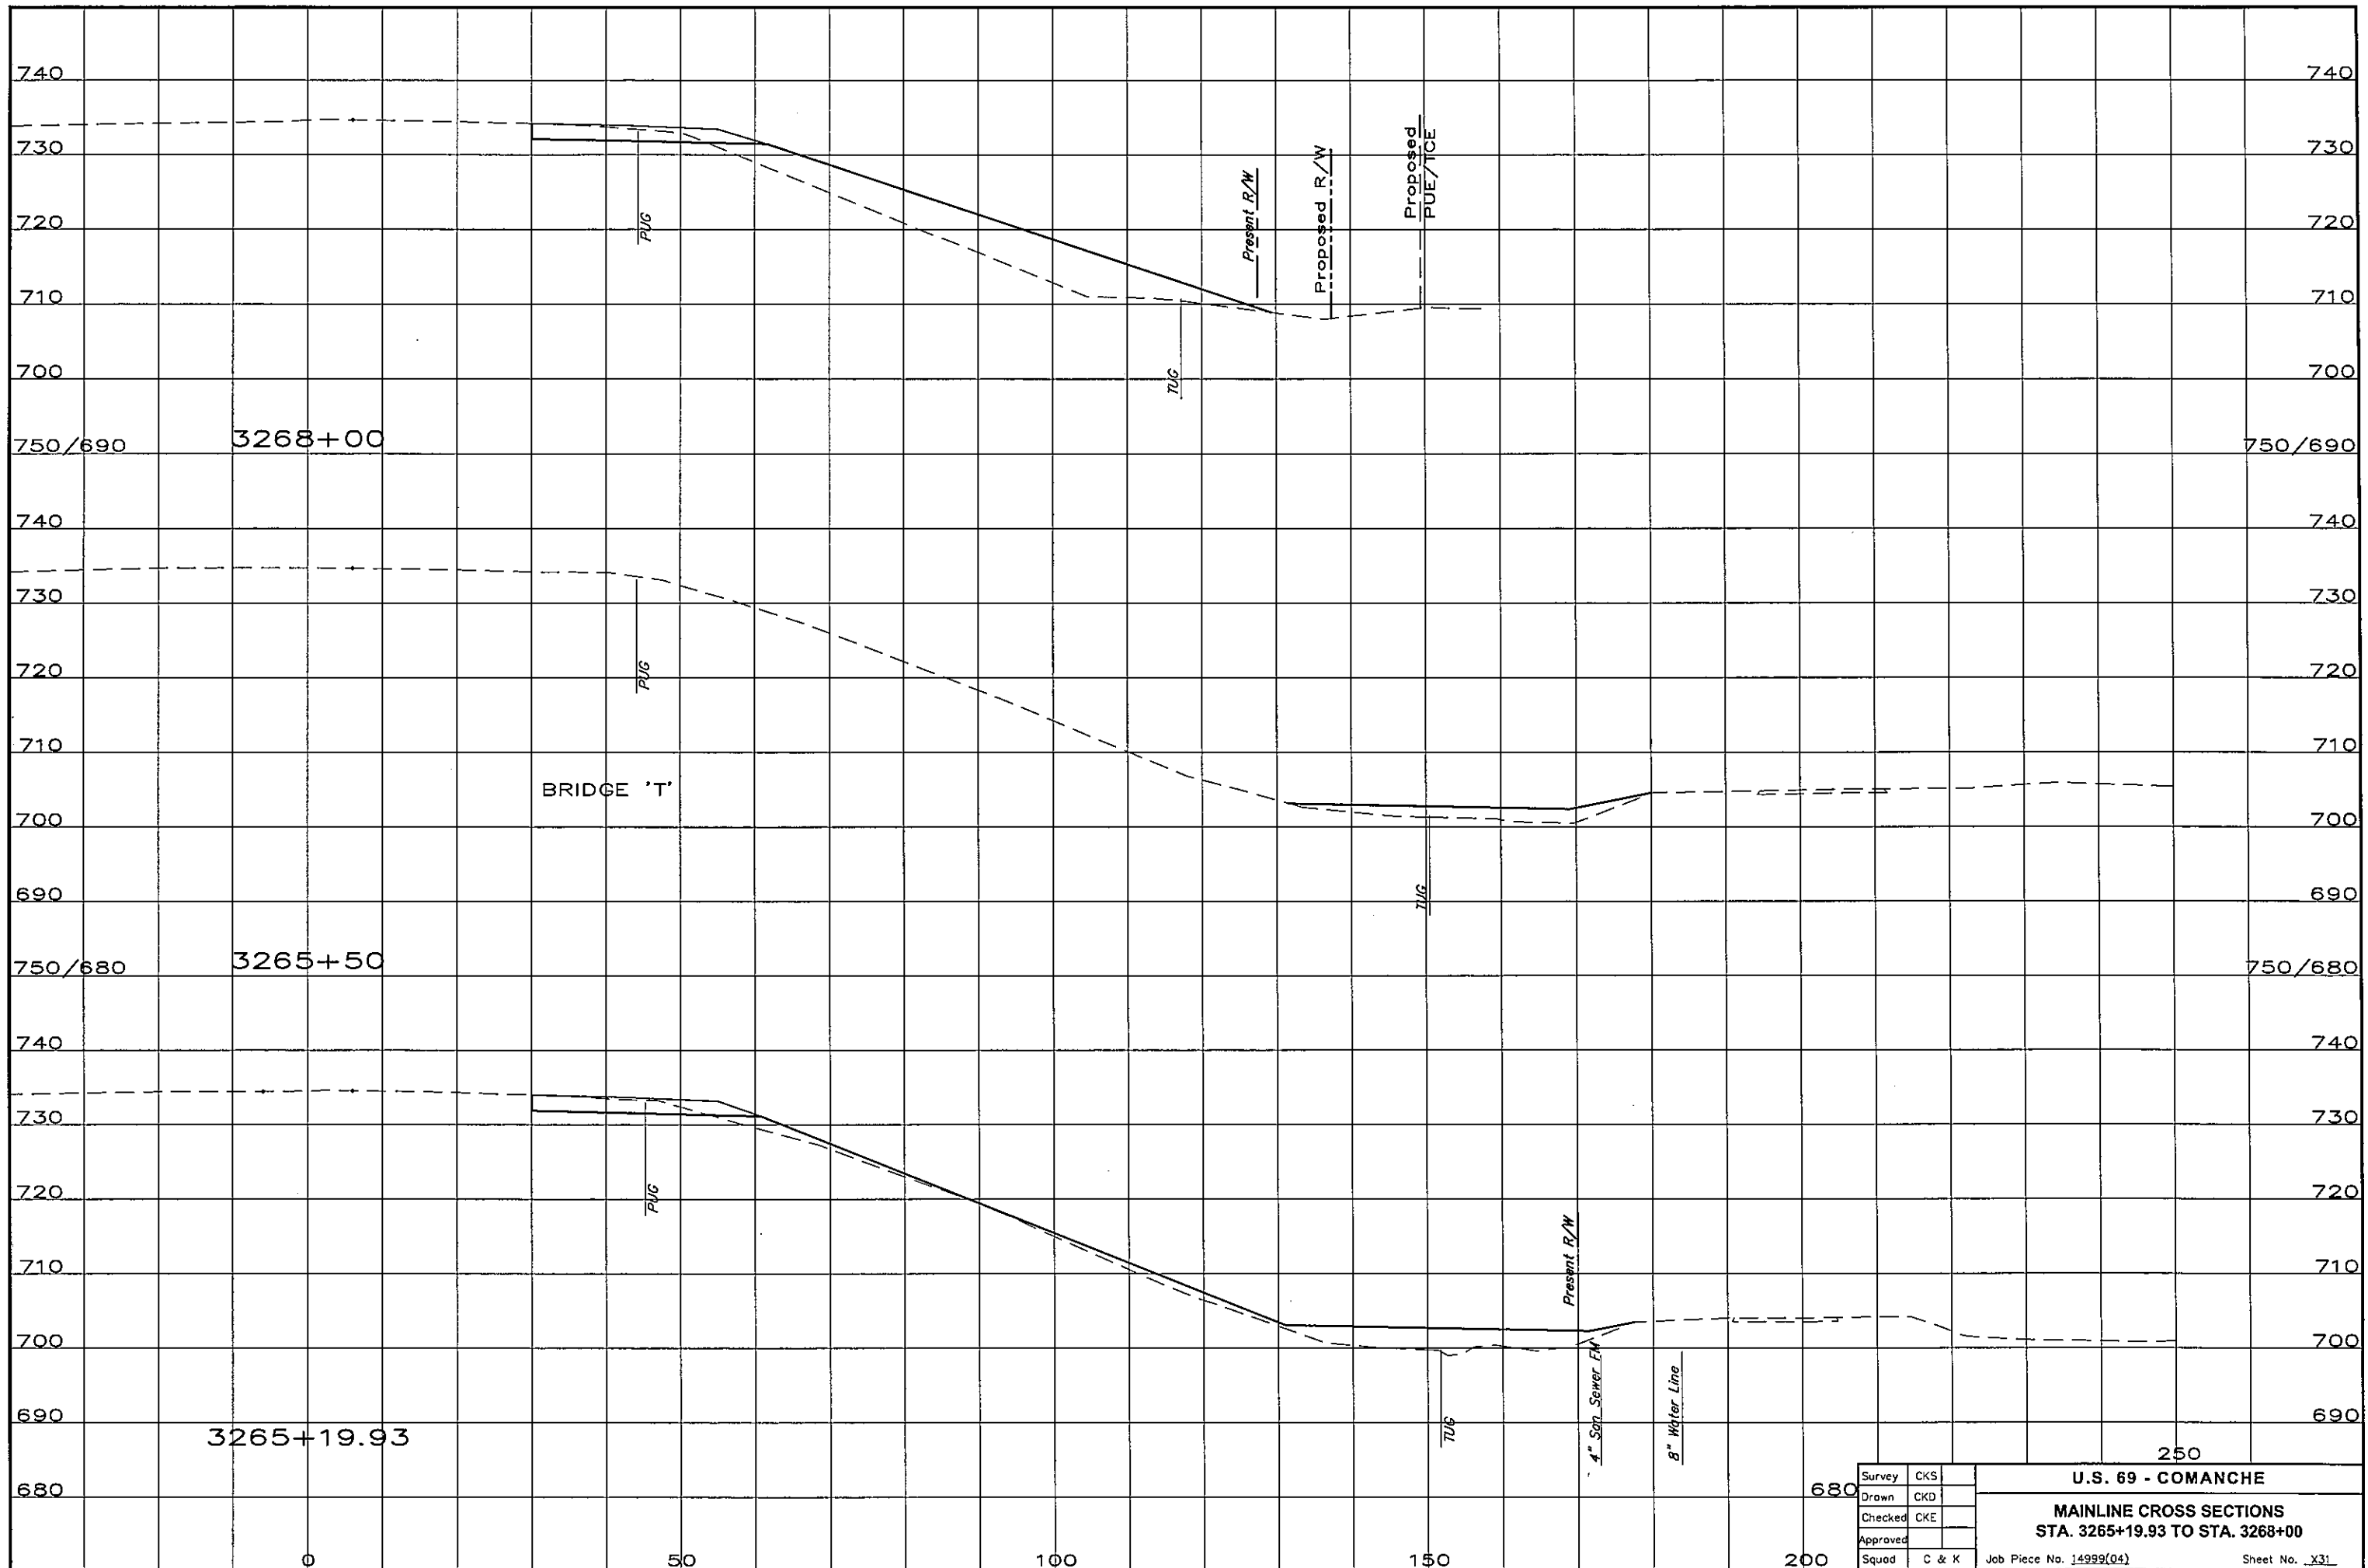 740 740
730 730
720 720
710 710
700 700
PUG
TUG
Present R/W
Proposed R/W
Proposed
PUE/TCE
750/690 3268+00 750/690
740 740
730 730
720 720
710 710
700 700
690 690
PUG
BRIDGE 'T'
TUG
750/680 3265+50 750/680
740 740
730 730
720 720
710 710
700 700
690 690
680 680
PUG
TUG
Present R/W
4" San Sewer FM
8" Water Line
3265+19.93
0 50 100 150 200 250
Survey CKS
Drawn CKD
Checked CKE
Approved
Squad C & K
U.S. 69 - COMANCHE
MAINLINE CROSS SECTIONS
STA. 3265+19.93 TO STA. 3268+00
Job Piece No. 14999(04) Sheet No. X31